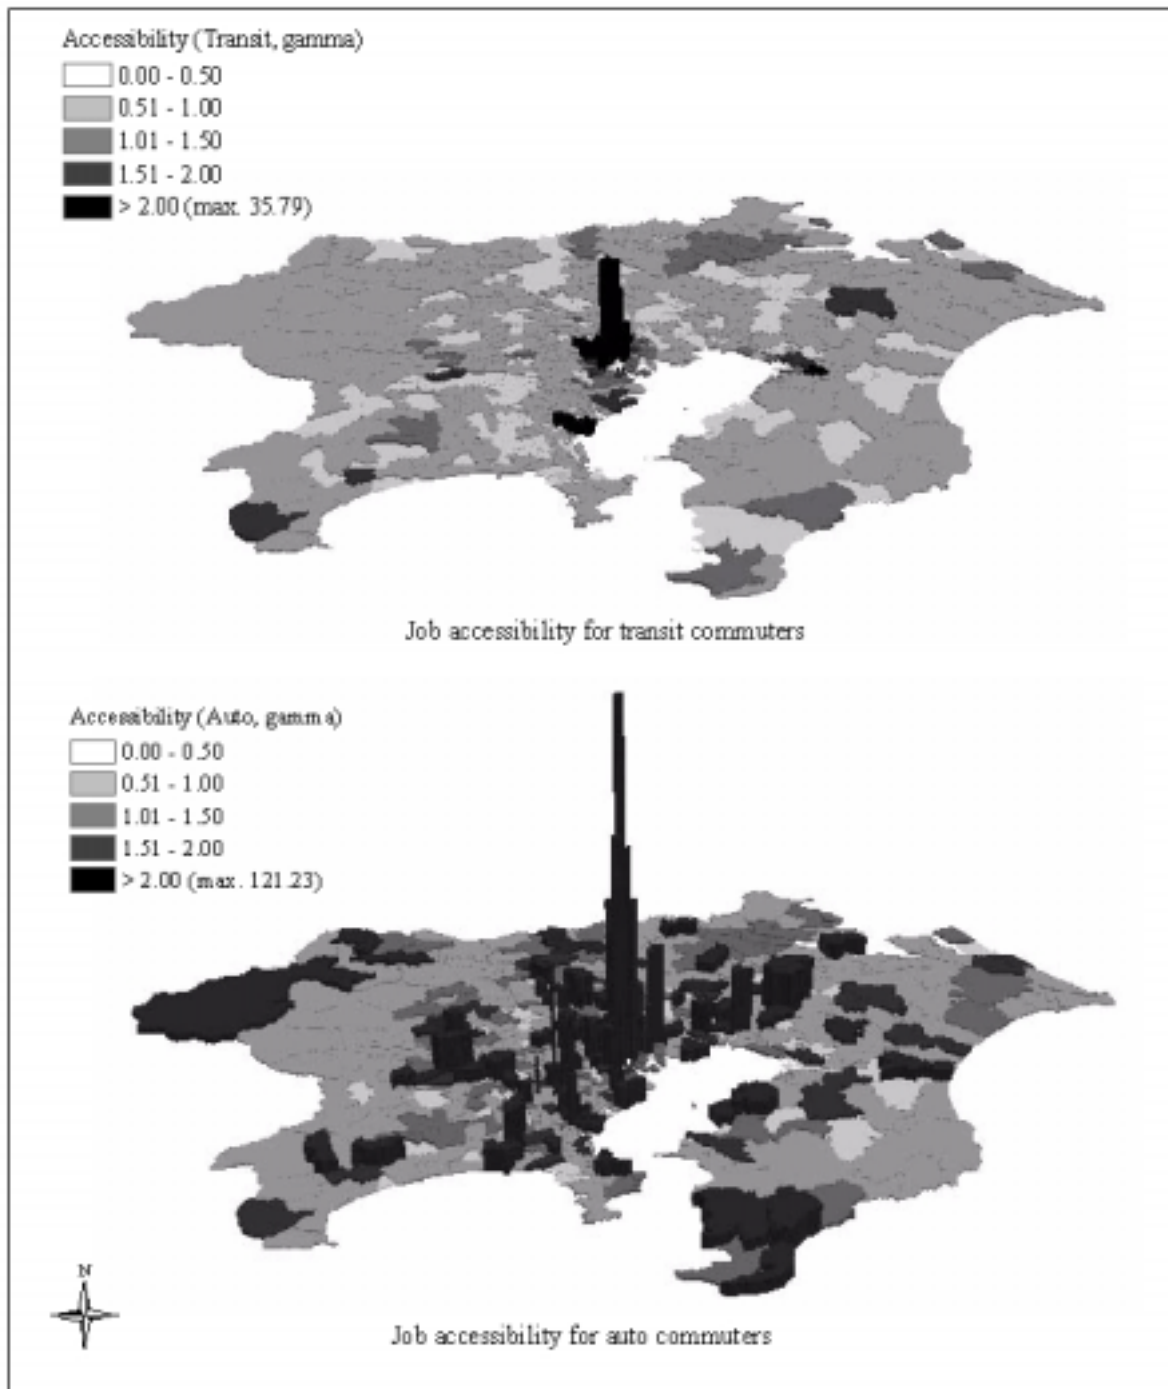 Accessibility (Transit, gamma)
0.00 - 0.50
0.51 - 1.00
1.01 - 1.50
1.51 - 2.00
> 2.00 (max. 35.79)
Job accessibility for transit commuters
Accessibility (Auto, gamma)
0.00 - 0.50
0.51 - 1.00
1.01 - 1.50
1.51 - 2.00
> 2.00 (max. 121.23)
N
Job accessibility for auto commuters